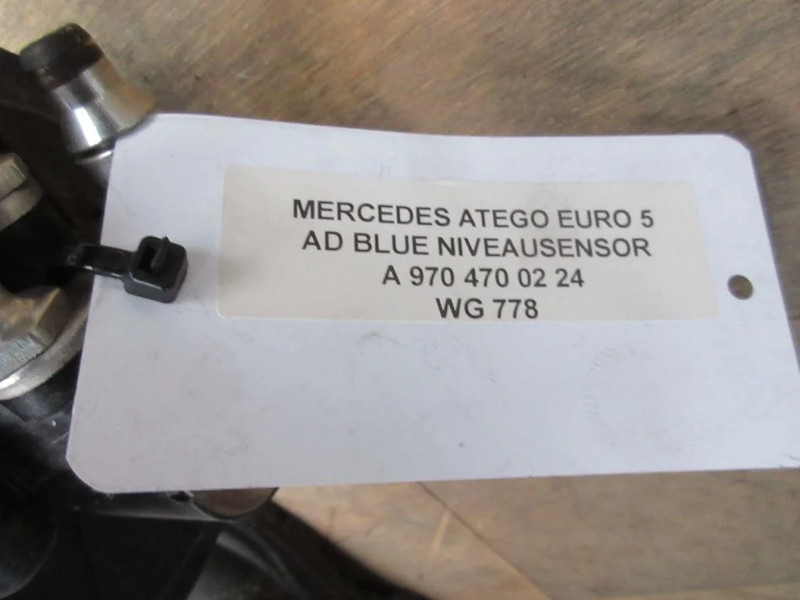 MERCEDES ATEGO EURO 5
AD BLUE NIVEAUSENSOR
A 970 470 02 24
WG 778